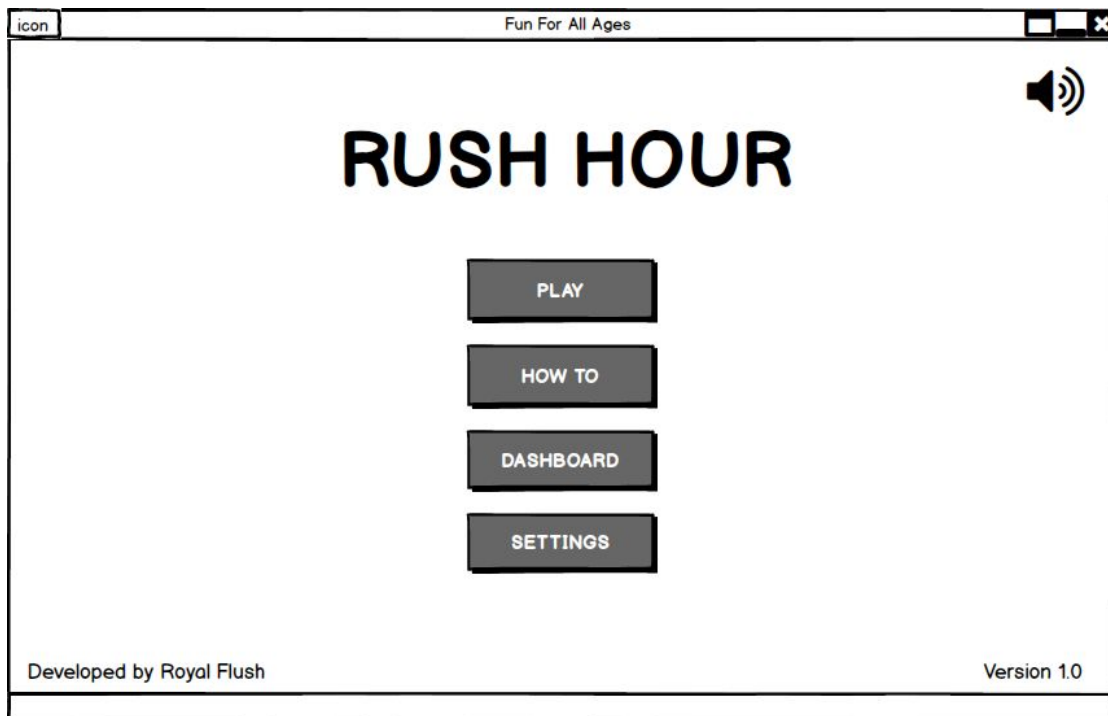 icon
Fun For All Ages
RUSH HOUR
PLAY
HOW TO
DASHBOARD
SETTINGS
Developed by Royal Flush
Version 1.0